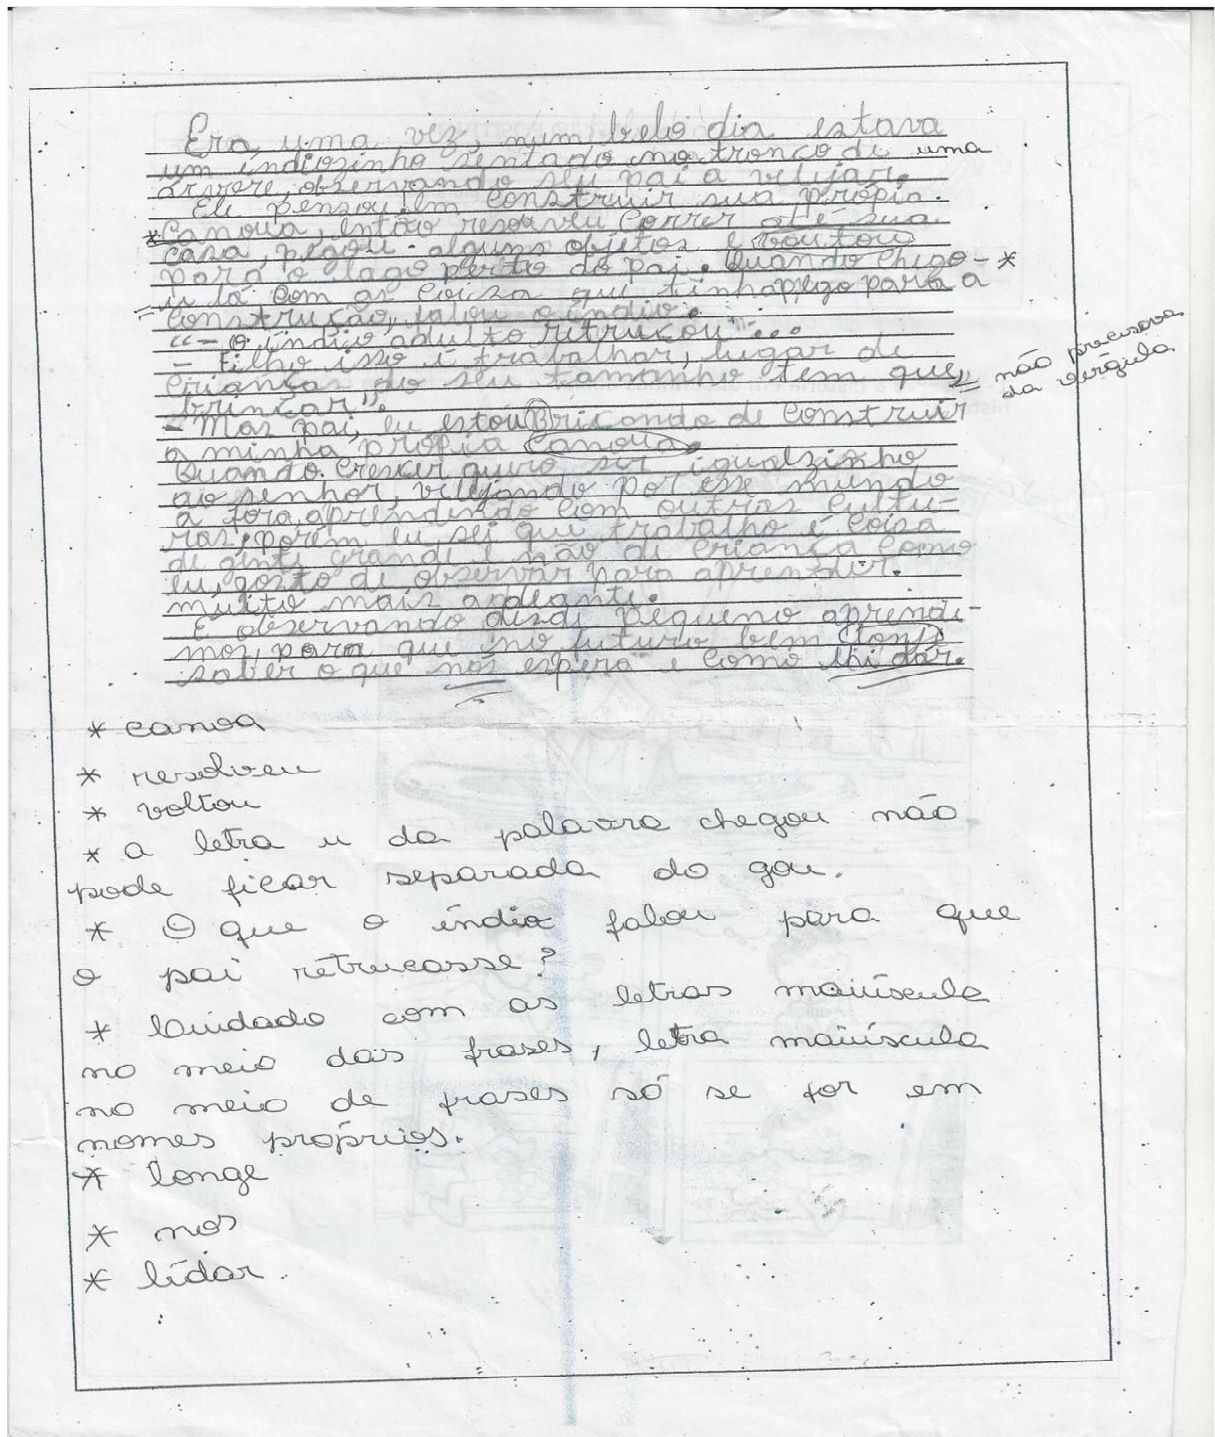 Era uma vez, num belo dia estava
um indiozinho sentado no tronco de uma
árvore, observando seu pai a velejar.
Ele pensou em construir sua própia.
*Canoua, então resouveu Correr até sua
casa, pegou alguns objetos e voutou
para o lago perto do pai. Quando chego- *
u lá com as coisa que tinha pego para a
construção, falou o índio:
"- O índio adulto retrucou"...
- Filho isso é trabalhar, lugar de
crianças do seu tamanho tem que,
brincar".
- Mas pai, eu estou Bricando de Construir
a minha própia Canoua.
Quando crescer quero ser igualzinho
ao senhor, velejando por esse mundo
a fora, aprendendo com outras cultu-
ras, porem eu sei que trabalho é coisa
de gente grande e não de criança como
eu, gosto de observar para aprender.
muito mais adeante.
E observando desde pequeno aprende-
mos, para que no futuro bem
saber o que nos espera e como lhi dar.
não precisava
da vírgula
* canoa
* resolveu
* voltou
* a letra u da palavra chegou não
pode ficar separada do gou.
* O que o índio falou para que
o pai retrucasse?
* Cuidado com as letras maiúscula
no meio das frases, letra maiúscula
no meio de frases só se for em
nomes próprios.
* longe
* nos
* lidar.